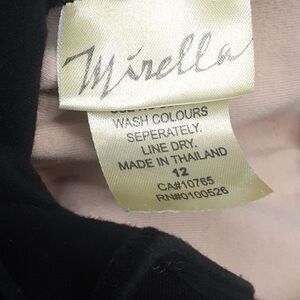 Mirella
WASH COLOURS
SEPERATELY.
LINE DRY.
MADE IN THAILAND
12
CA#10765
RN#0100526